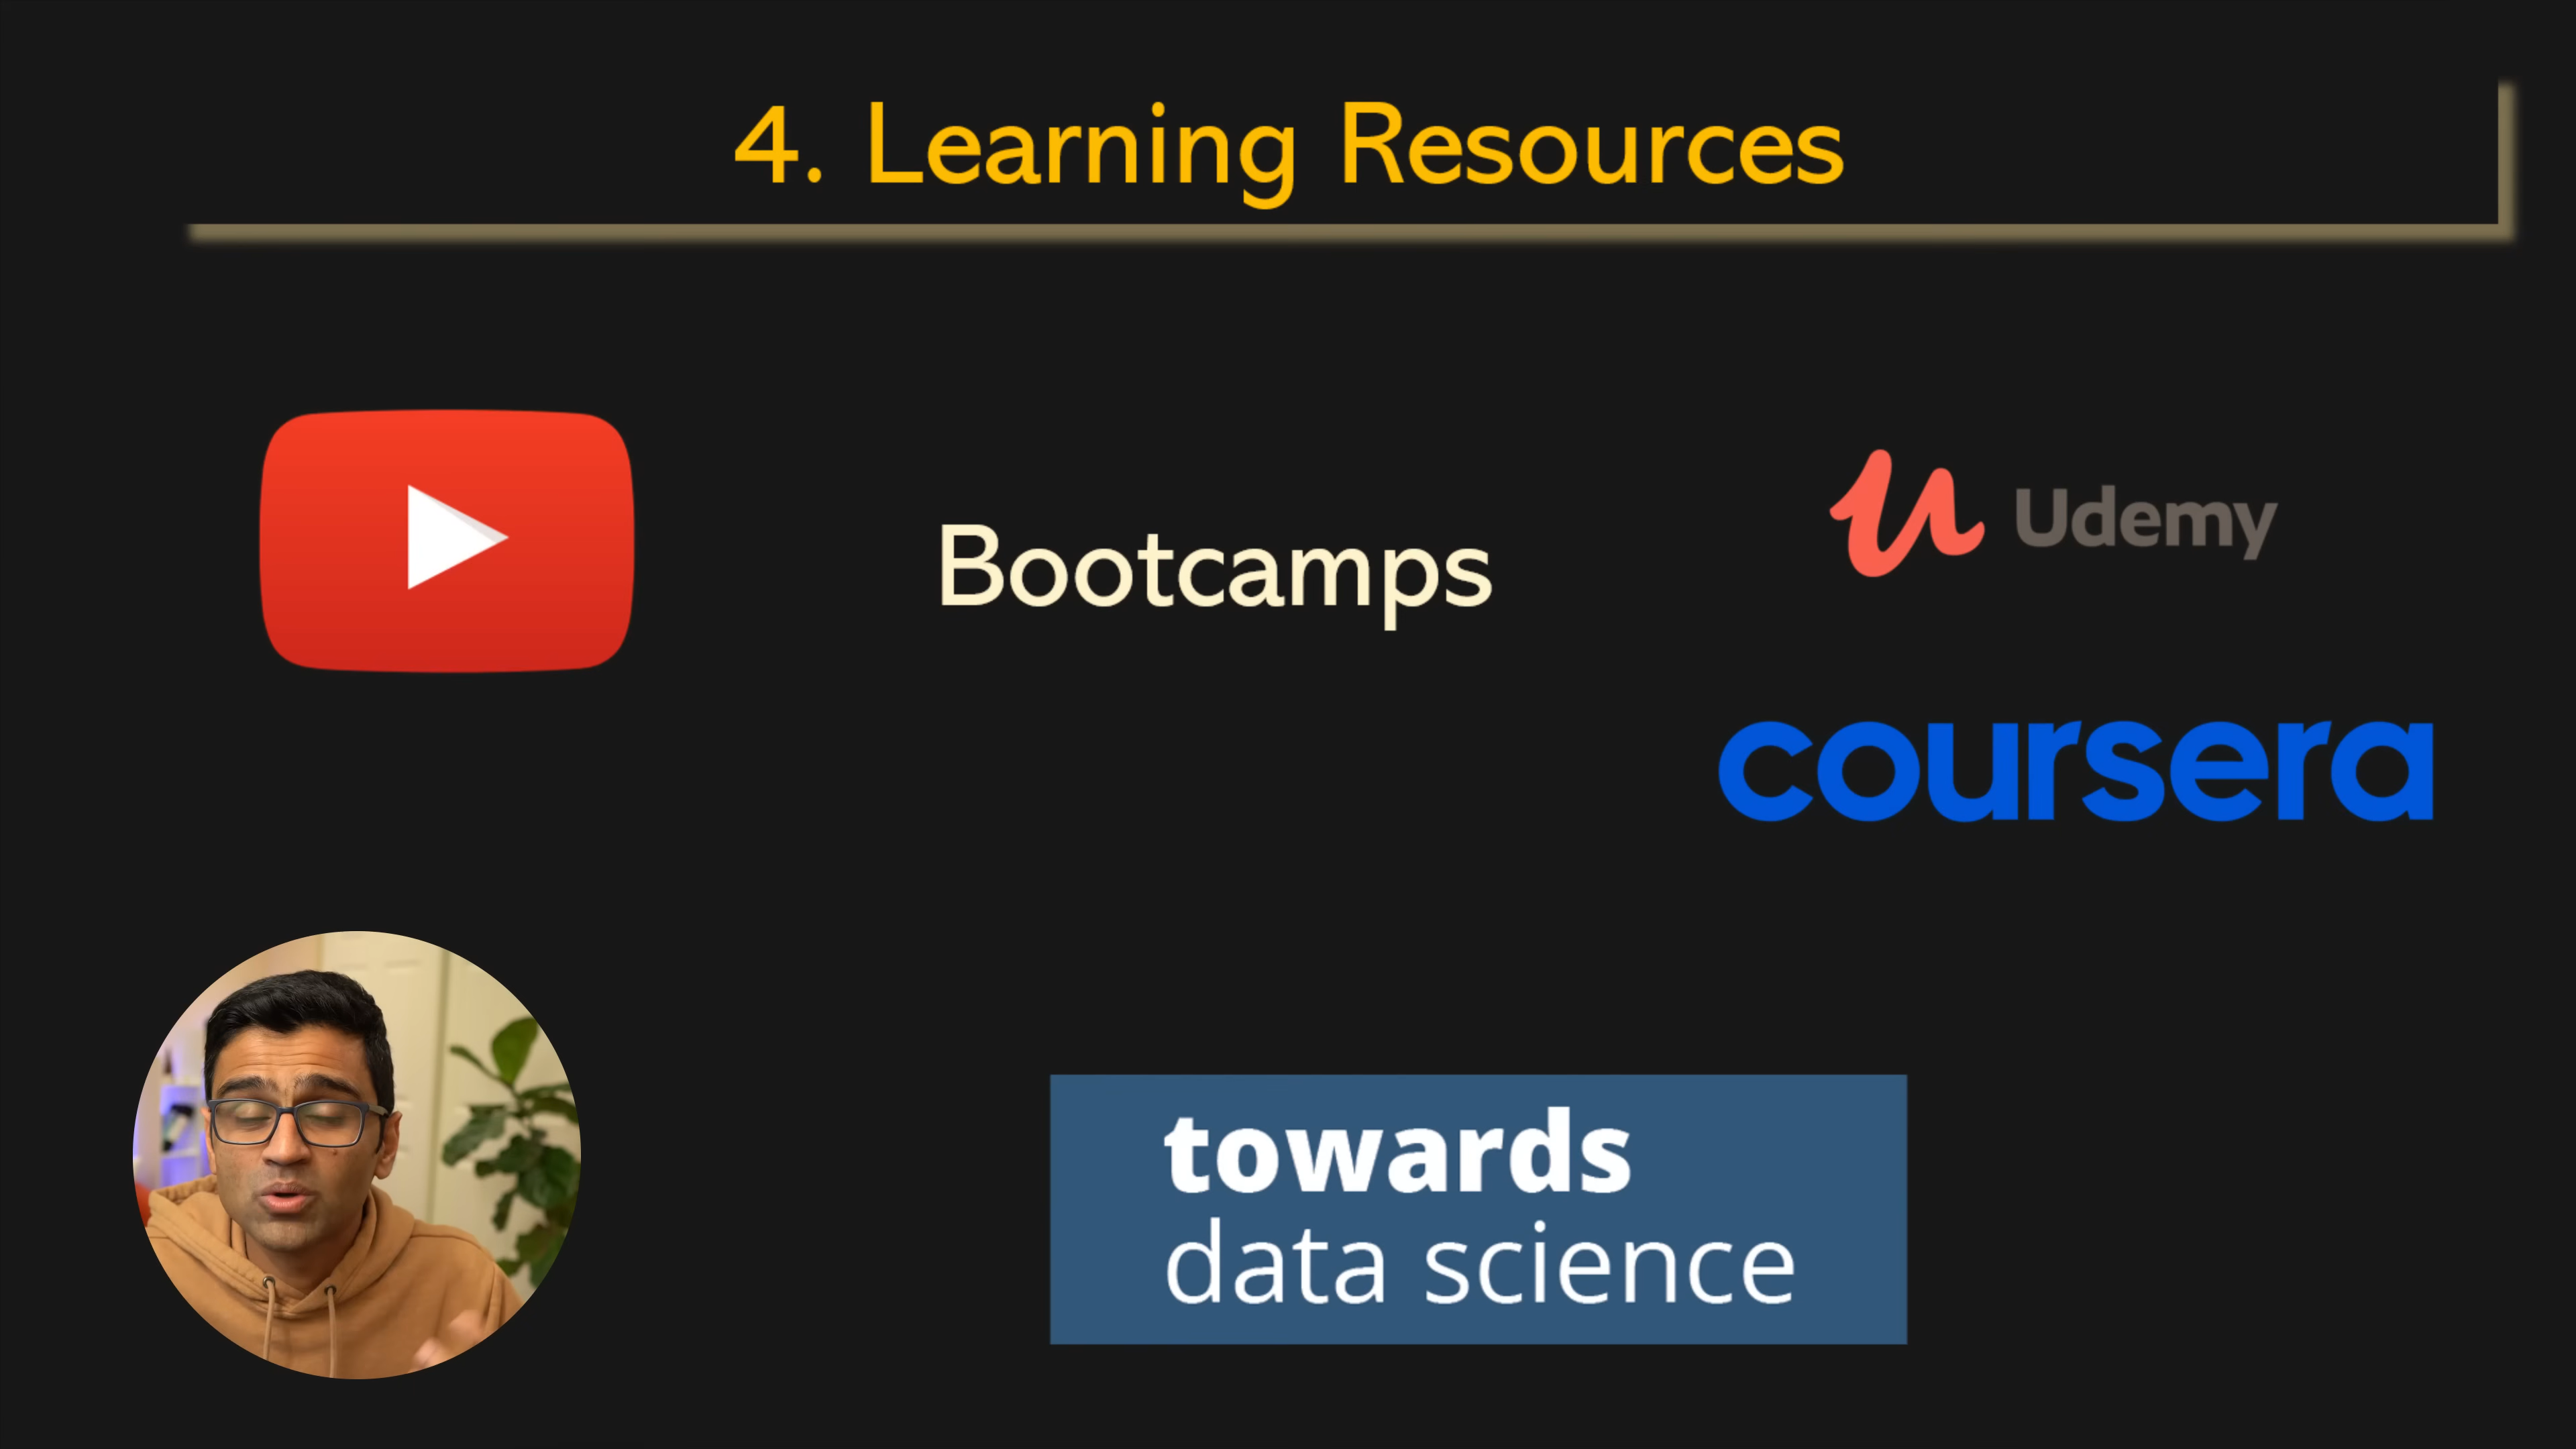 4. Learning Resources
Bootcamps
Udemy
coursera
towards
data science